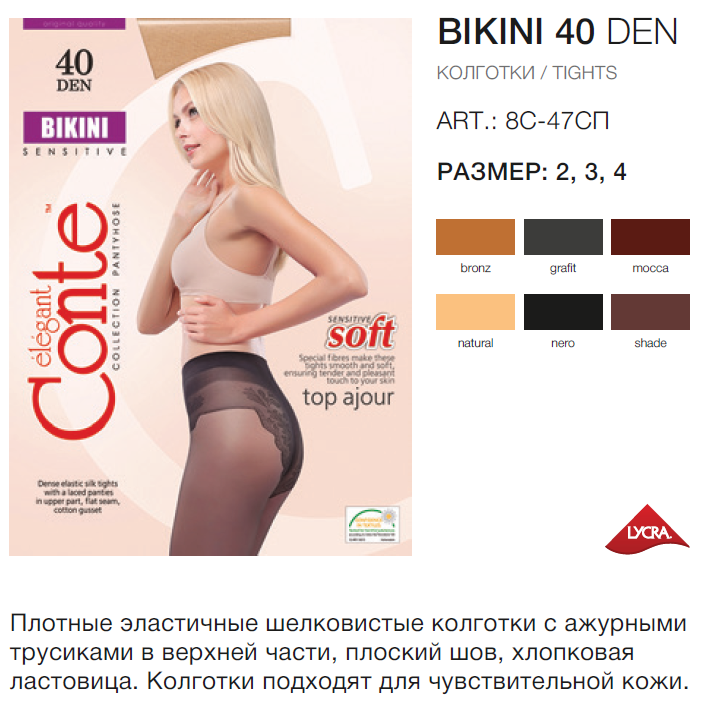 original quality
40
DEN
BIKINI
SENSITIVE
élégant
Conte™
COLLECTION PANTYHOSE
SENSITIVE
soft
Special fibres make these
tights smooth and soft,
ensuring tender and pleasant
touch to your skin
top ajour
Dense elastic silk tights
with a laced panties
in upper part, flat seam,
cotton gusset
BIKINI 40 DEN
КОЛГОТКИ / TIGHTS
ART.: 8С-47СП
РАЗМЕР: 2, 3, 4
bronz grafit mocca
natural nero shade
LYCRA
Плотные эластичные шелковистые колготки с ажурными
трусиками в верхней части, плоский шов, хлопковая
ластовица. Колготки подходят для чувствительной кожи.